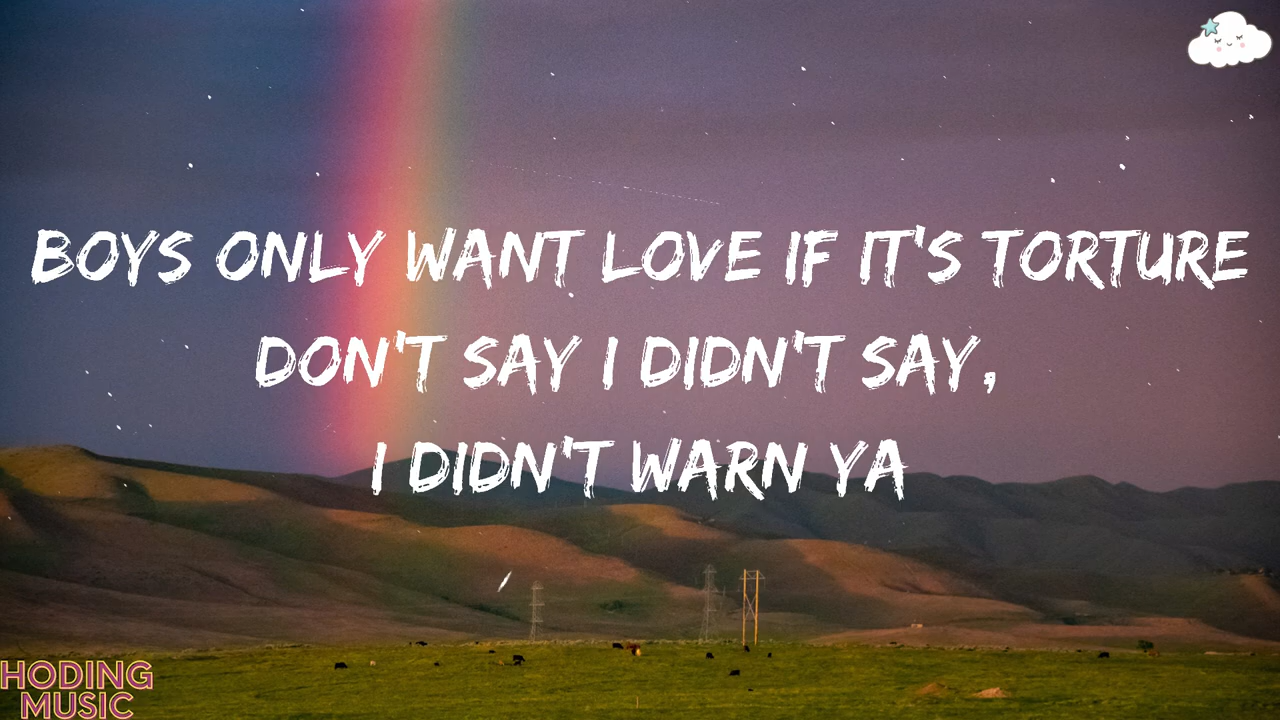 BOYS ONLY WANT LOVE IF IT'S TORTURE
DON'T SAY I DIDN'T SAY,
I DIDN'T WARN YA
HODING
MUSIC